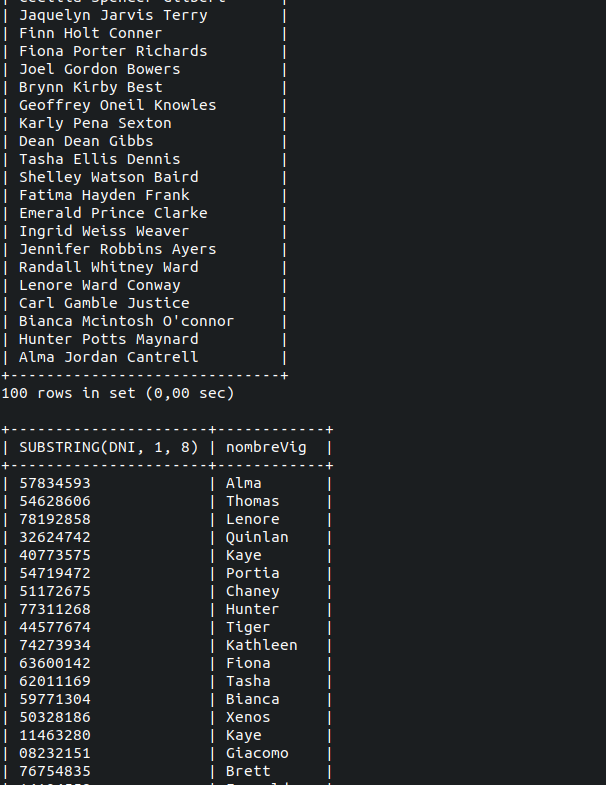 | Jaquelyn Jarvis Terry |
| Finn Holt Conner |
| Fiona Porter Richards |
| Joel Gordon Bowers |
| Brynn Kirby Best |
| Geoffrey Oneil Knowles |
| Karly Pena Sexton |
| Dean Dean Gibbs |
| Tasha Ellis Dennis |
| Shelley Watson Baird |
| Fatima Hayden Frank |
| Emerald Prince Clarke |
| Ingrid Weiss Weaver |
| Jennifer Robbins Ayers |
| Randall Whitney Ward |
| Lenore Ward Conway |
| Carl Gamble Justice |
| Bianca Mcintosh O'connor |
| Hunter Potts Maynard |
| Alma Jordan Cantrell |
+------------------------------+
100 rows in set (0,00 sec)
+----------------------+------------+
| SUBSTRING(DNI, 1, 8) | nombreVig |
+----------------------+------------+
| 57834593 | Alma |
| 54628606 | Thomas |
| 78192858 | Lenore |
| 32624742 | Quinlan |
| 40773575 | Kaye |
| 54719472 | Portia |
| 51172675 | Chaney |
| 77311268 | Hunter |
| 44577674 | Tiger |
| 74273934 | Kathleen |
| 63600142 | Fiona |
| 62011169 | Tasha |
| 59771304 | Bianca |
| 50328186 | Xenos |
| 11463280 | Kaye |
| 08232151 | Giacomo |
| 76754835 | Brett |